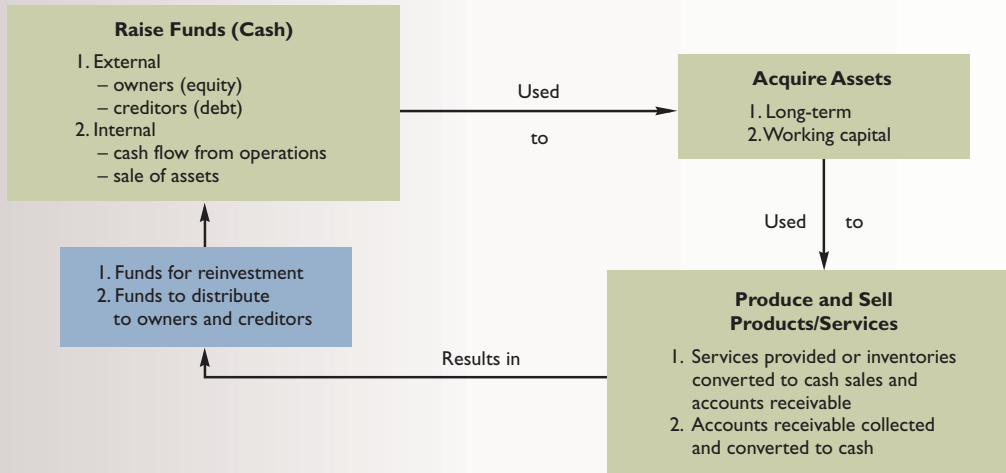 Raise Funds (Cash)
1. External
– owners (equity)
– creditors (debt)
2. Internal
– cash flow from operations
– sale of assets
Used
to
Acquire Assets
1. Long-term
2. Working capital
Used to
1. Funds for reinvestment
2. Funds to distribute
to owners and creditors
Produce and Sell
Products/Services
1. Services provided or inventories
converted to cash sales and
accounts receivable
2. Accounts receivable collected
and converted to cash
Results in